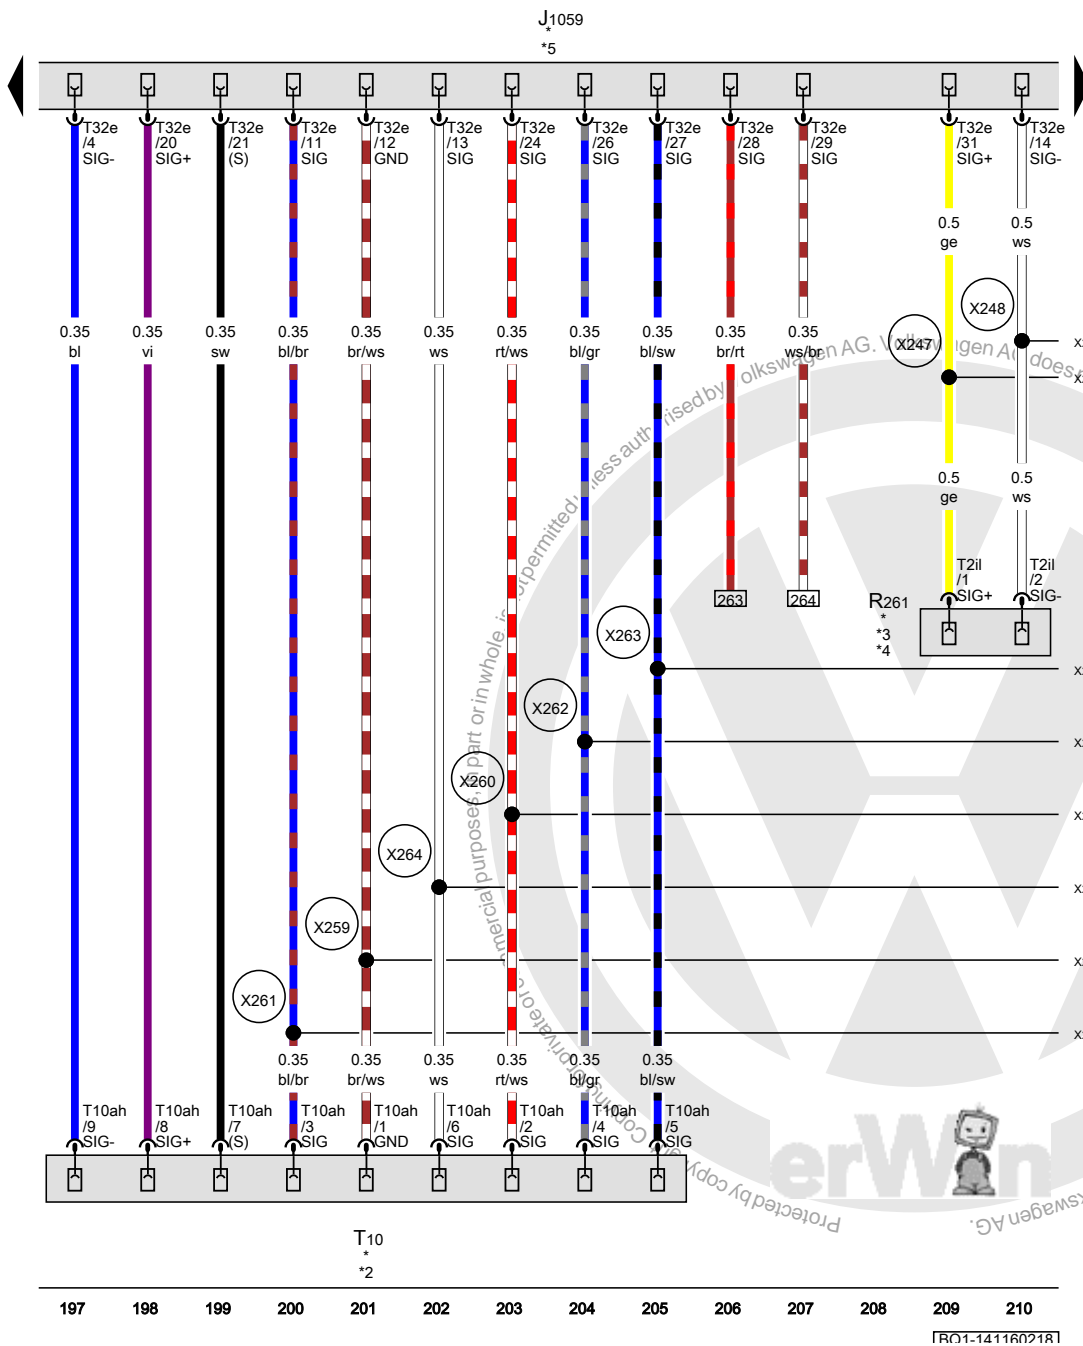 J1059
*
*5
T32e T32e T32e T32e T32e T32e T32e T32e T32e T32e T32e T32e T32e
/4 /20 /21 /11 /12 /13 /24 /26 /27 /28 /29 /31 /14
SIG- SIG+ (S) SIG GND SIG SIG SIG SIG SIG SIG SIG+ SIG-
0.5 0.5
ge ws
X248
0.35 0.35 0.35 0.35 0.35 0.35 0.35 0.35 0.35 0.35 0.35
X247
bl vi sw bl/br br/ws ws rt/ws bl/gr bl/sw br/rt ws/br
0.5 0.5
ge ws
T2il T2il
/1 /2
SIG+ SIG-
263 264
R261
*
*3
*4
X263
X262
X260
X264
X259
X261
0.35 0.35 0.35 0.35 0.35 0.35
bl/br br/ws ws rt/ws bl/gr bl/sw
T10ah T10ah T10ah T10ah T10ah T10ah T10ah T10ah T10ah
/9 /8 /7 /3 /1 /6 /2 /4 /5
SIG- SIG+ (S) SIG GND SIG SIG SIG SIG
erWin
Protected by copyright
T10
*
*2
197 198 199 200 201 202 203 204 205 206 207 208 209 210
BQ1-141160218